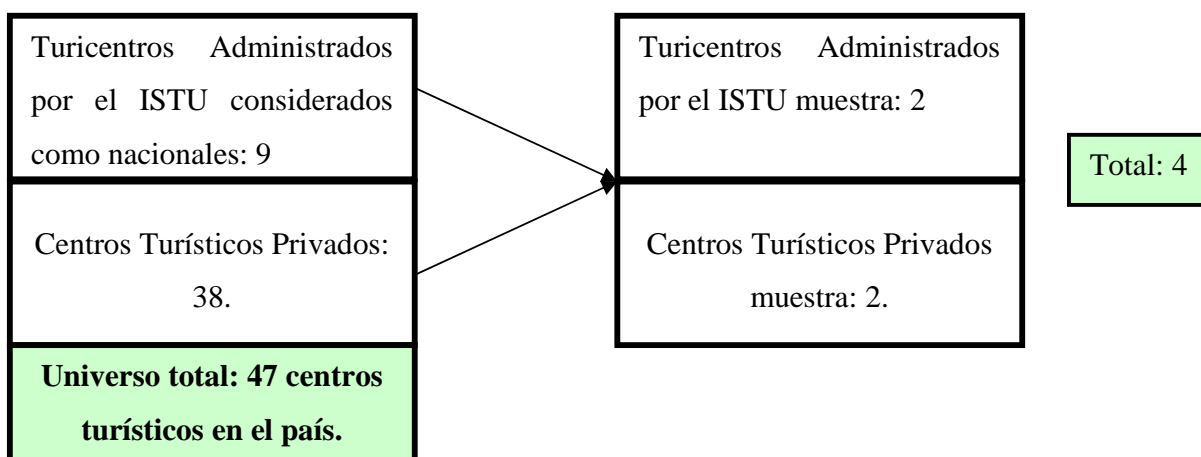 Turicentros Administrados
por el ISTU considerados
como nacionales: 9
Centros Turísticos Privados:
38.
Universo total: 47 centros
turísticos en el país.
Turicentros Administrados
por el ISTU muestra: 2
Centros Turísticos Privados
muestra: 2.
Total: 4